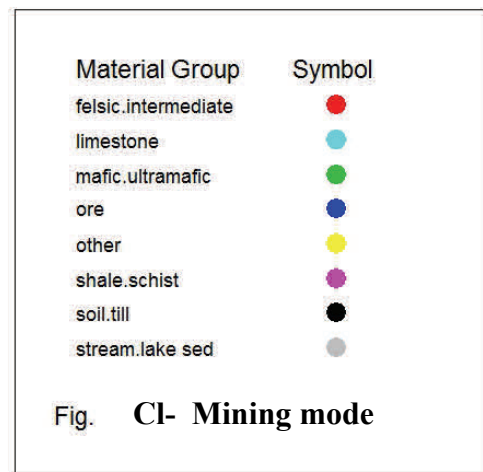 Material Group Symbol
felsic.intermediate
limestone
mafic.ultramafic
ore
other
shale.schist
soil.till
stream.lake sed
Fig. Cl- Mining mode